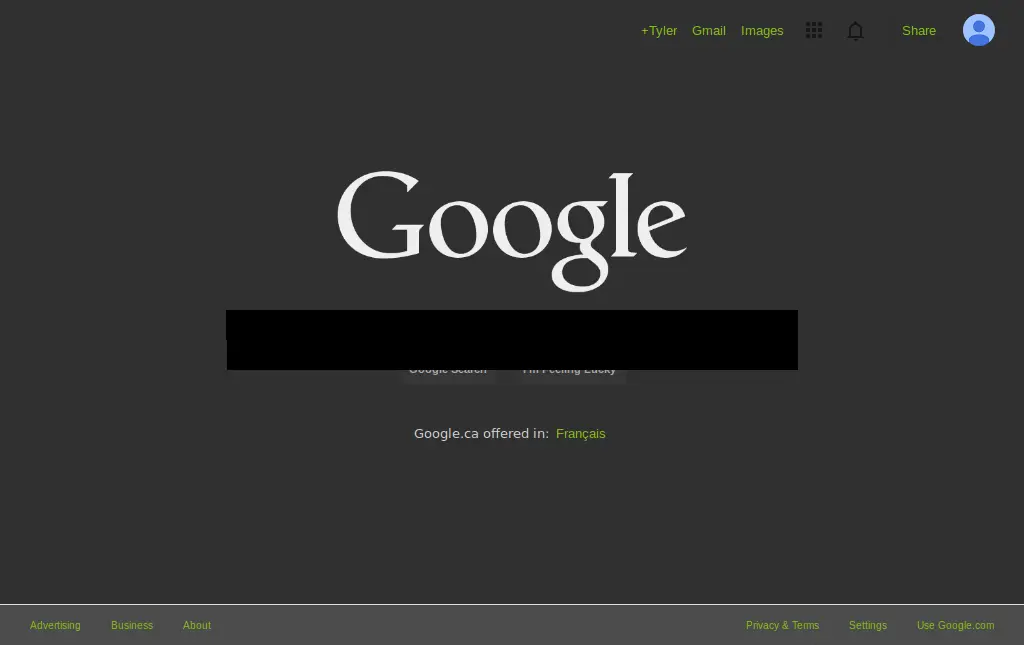 +Tyler Gmail Images Share
Google
Google Search I'm Feeling Lucky
Google.ca offered in: Français
Advertising Business About Privacy & Terms Settings Use Google.com